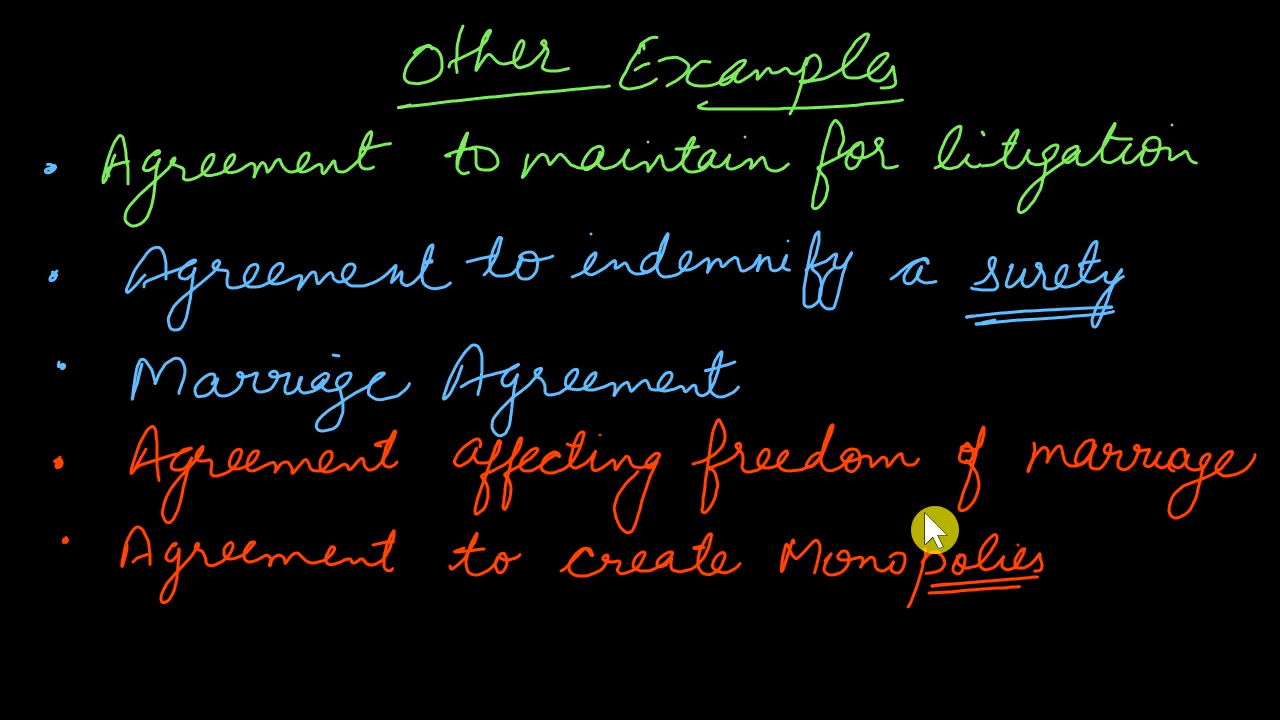 Other Examples
• Agreement to maintain for litigation
• Agreement to indemnify a surety
• Marriage Agreement
• Agreement affecting freedom of marriage
• Agreement to create Monopolies